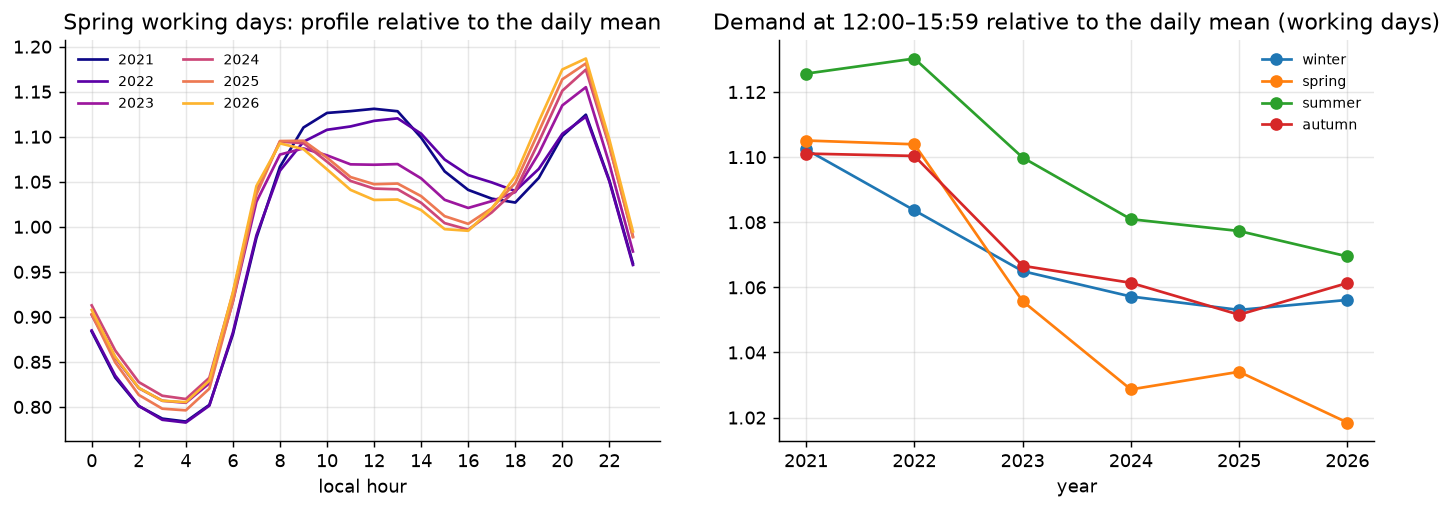 Spring working days: profile relative to the daily mean
1.20
1.15
1.10
1.05
1.00
0.95
0.90
0.85
0.80
2021
2022
2023
2024
2025
2026
0 2 4 6 8 10 12 14 16 18 20 22
local hour
Demand at 12:00–15:59 relative to the daily mean (working days)
1.12
1.10
1.08
1.06
1.04
1.02
winter
spring
summer
autumn
2021 2022 2023 2024 2025 2026
year